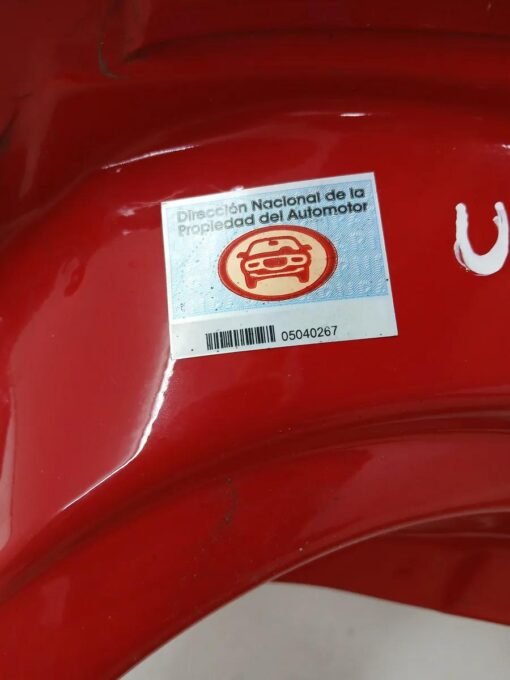 Dirección Nacional de la
Propiedad del Automotor
05040267
U